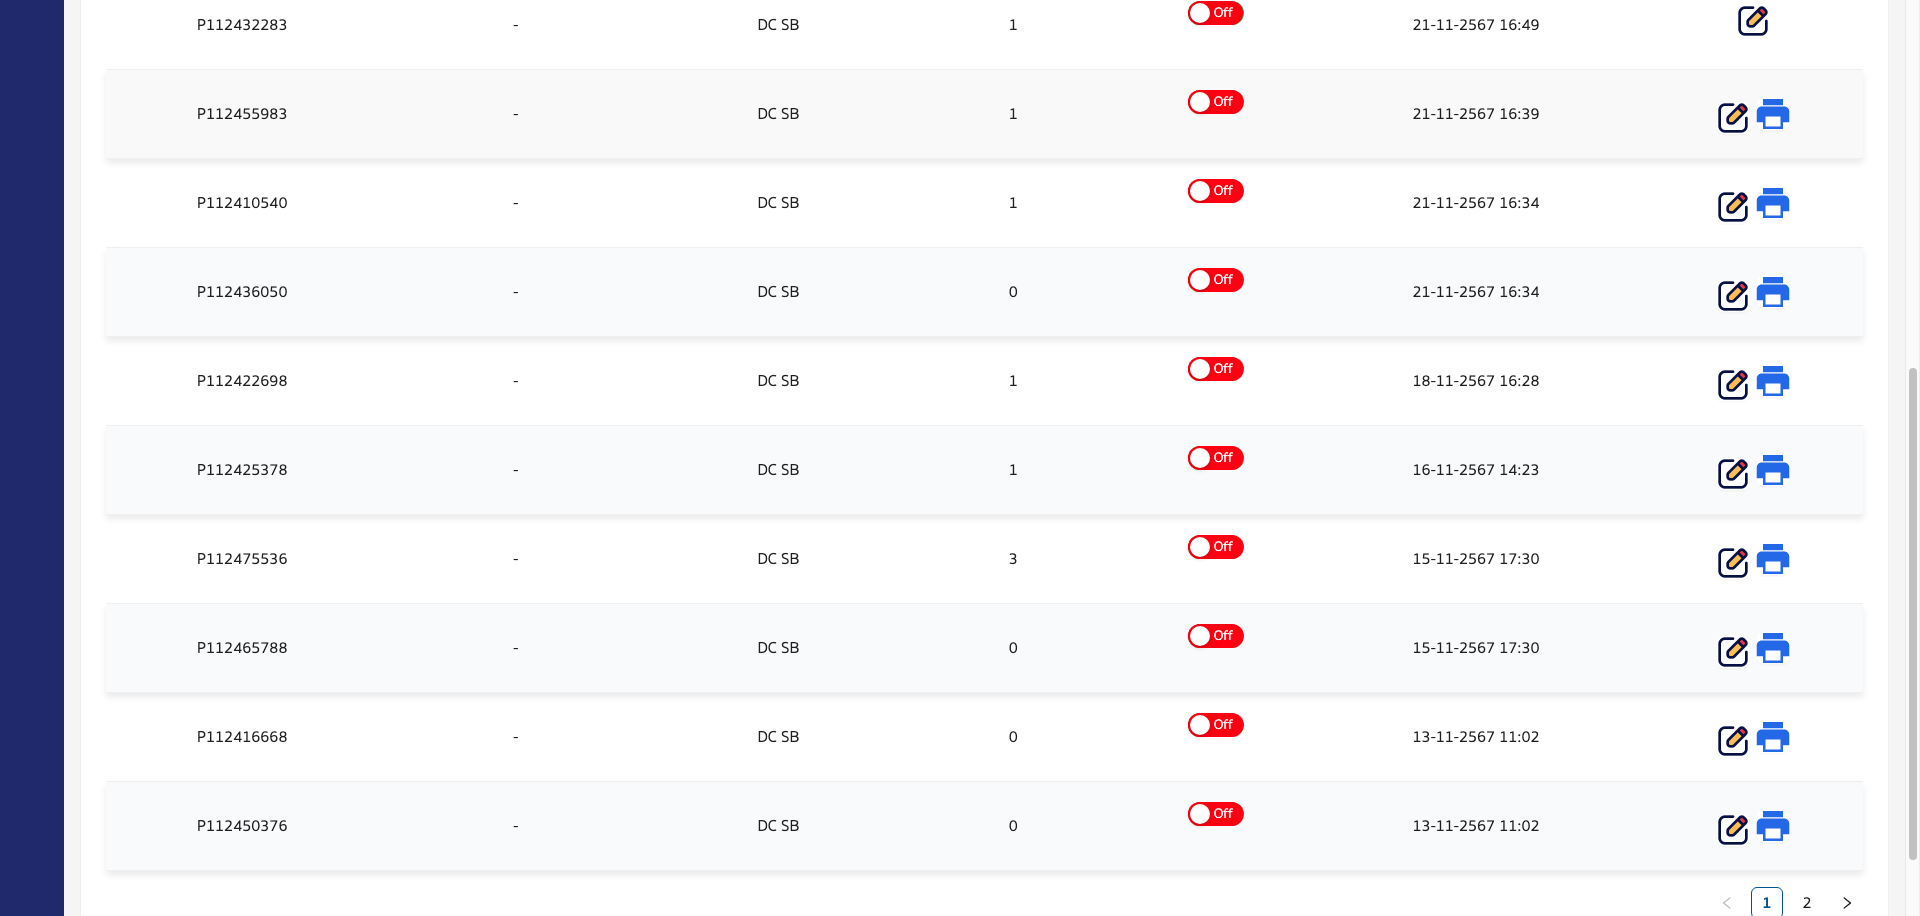 P112432283 - DC SB 1 Off 21-11-2567 16:49
P112455983 - DC SB 1 Off 21-11-2567 16:39
P112410540 - DC SB 1 Off 21-11-2567 16:34
P112436050 - DC SB 0 Off 21-11-2567 16:34
P112422698 - DC SB 1 Off 18-11-2567 16:28
P112425378 - DC SB 1 Off 16-11-2567 14:23
P112475536 - DC SB 3 Off 15-11-2567 17:30
P112465788 - DC SB 0 Off 15-11-2567 17:30
P112416668 - DC SB 0 Off 13-11-2567 11:02
P112450376 - DC SB 0 Off 13-11-2567 11:02
< 1 2 >